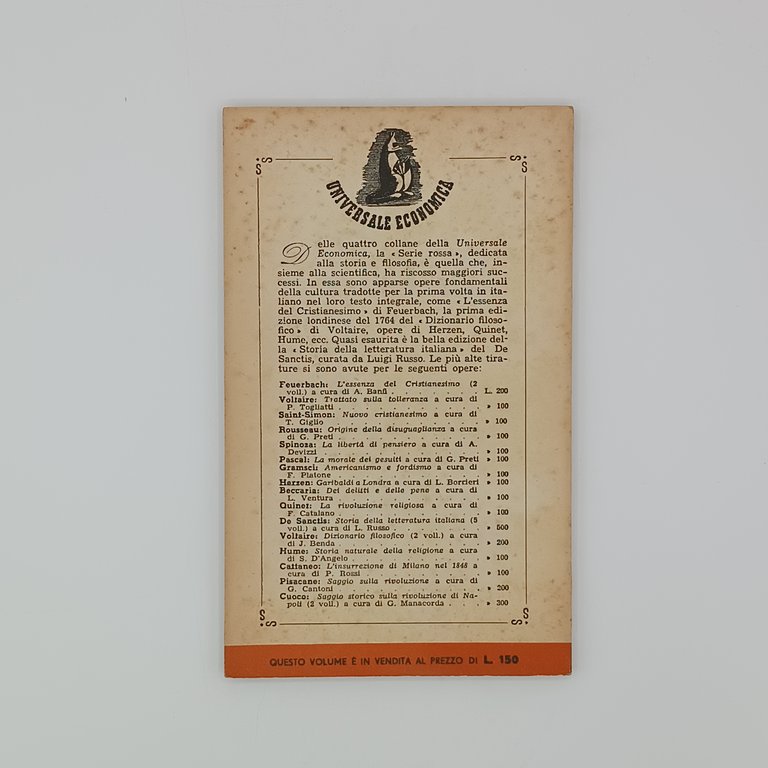 UNIVERSALE ECONOMICA
Delle quattro collane della Universale
Economica, la « Serie rossa », dedicata
alla storia e filosofia, è quella che, in-
sieme alla scientifica, ha riscosso maggiori suc-
cessi. In essa sono apparse opere fondamentali
della cultura tradotte per la prima volta in ita-
liano nel loro testo integrale, come « L'essenza
del Cristianesimo » di Feuerbach, la prima edi-
zione londinese del 1764 del « Dizionario filoso-
fico » di Voltaire, opere di Herzen, Quinet,
Hume, ecc. Quasi esaurita è la bella edizione del-
la « Storia della letteratura italiana » del De
Sanctis, curata da Luigi Russo. Le più alte tira-
ture si sono avute per le seguenti opere:
Feuerbach: L'essenza del Cristianesimo (2
voll.) a cura di A. Banfi . . . . . . . L. 200
Voltaire: Trattato sulla tolleranza a cura di
P. Togliatti . . . . . . . . . . » 100
Saint-Simon: Nuovo cristianesimo a cura di
T. Giglio . . . . . . . . . . . » 100
Rousseau: Origine della disuguaglianza a cura
di G. Preti . . . . . . . . . . » 100
Spinoza: La libertà di pensiero a cura di A.
Devizzi . . . . . . . . . . . » 100
Pascal: La morale dei gesuiti a cura di G. Preti » 100
Gramsci: Americanismo e fordismo a cura di
F. Platone . . . . . . . . . . » 100
Harzen: Garibaldi a Londra a cura di L. Borcieri » 100
Beccaria: Dei delitti e delle pene a cura di
L. Ventura . . . . . . . . . . » 100
Quinet: La rivoluzione religiosa a cura di
F. Catalano . . . . . . . . . . » 100
De Sanctis: Storia della letteratura italiana (5
voll.) a cura di L. Russo . . . . . . . » 500
Voltaire: Dizionario filosofico (2 voll.) a cura
di J. Benda . . . . . . . . . . » 200
Hume: Storia naturale della religione a cura
di S. D'Angelo . . . . . . . . . » 100
Cattaneo: L'insurrezione di Milano nel 1848 a
cura di P. Rossi . . . . . . . . . » 100
Pisacane: Saggio sulla rivoluzione a cura di
G. Cantoni . . . . . . . . . . » 200
Cuoco: Saggio storico sulla rivoluzione di Na-
poli (2 voll.) a cura di G. Manacorda . . . » 300
QUESTO VOLUME È IN VENDITA AL PREZZO DI L. 150